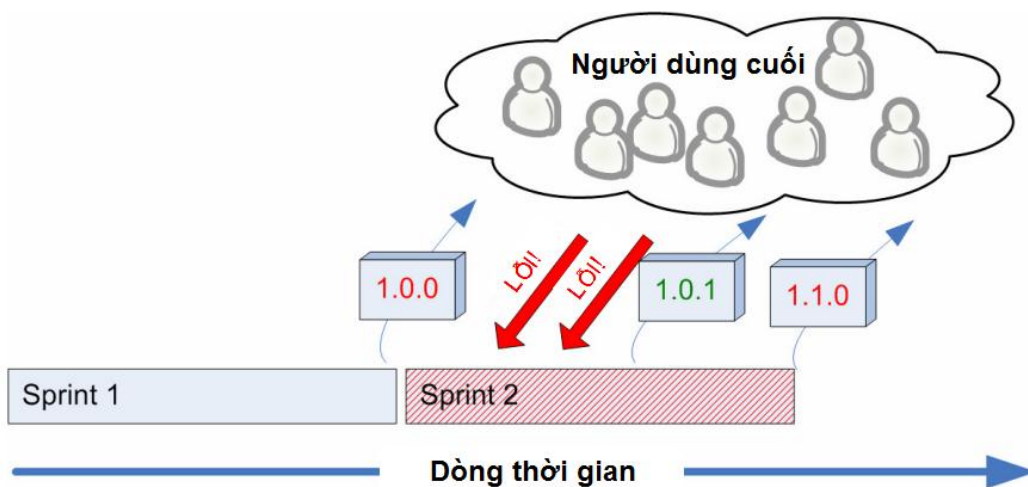 Người dùng cuối
LỖI!
LỖI!
1.0.0
1.0.1
1.1.0
Sprint 1
Sprint 2
Dòng thời gian